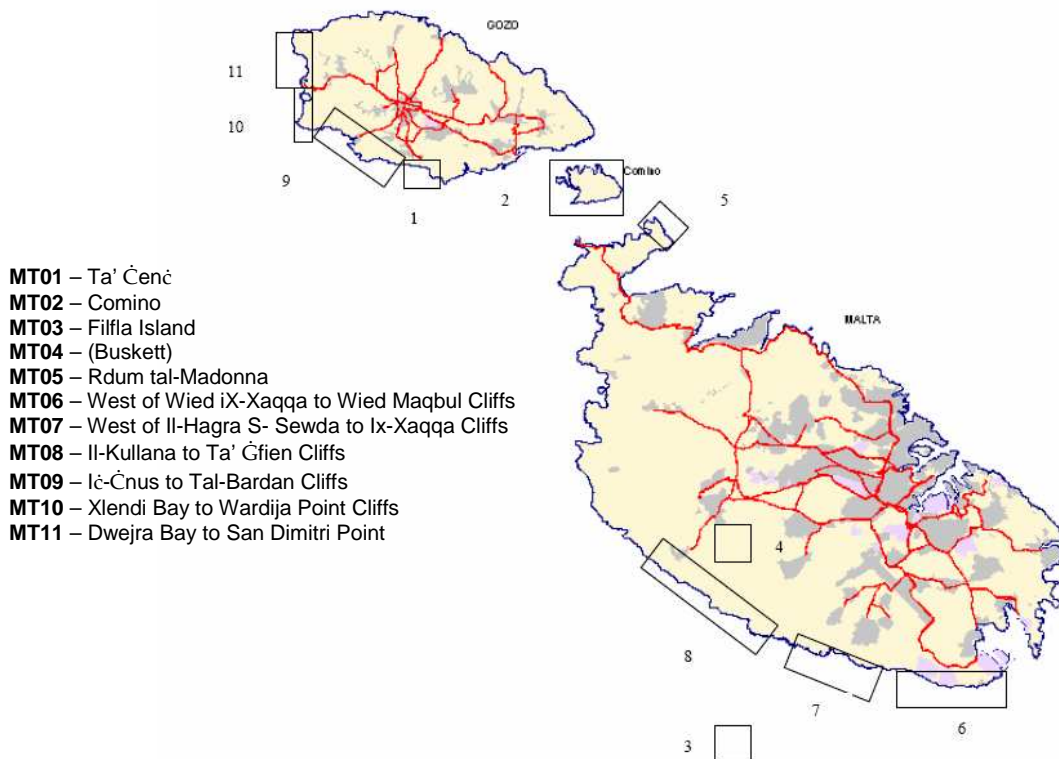 GOZO
11
10
9
1
2
Comino
5
MT01 – Ta’ Ċenċ
MT02 – Comino
MT03 – Filfla Island
MT04 – (Buskett)
MT05 – Rdum tal-Madonna
MT06 – West of Wied iX-Xaqqa to Wied Maqbul Cliffs
MT07 – West of Il-Hagra S- Sewda to Ix-Xaqqa Cliffs
MT08 – Il-Kullana to Ta’ Ġfien Cliffs
MT09 – Iċ-Ċnus to Tal-Bardan Cliffs
MT10 – Xlendi Bay to Wardija Point Cliffs
MT11 – Dwejra Bay to San Dimitri Point
MALTA
4
8
7
6
3